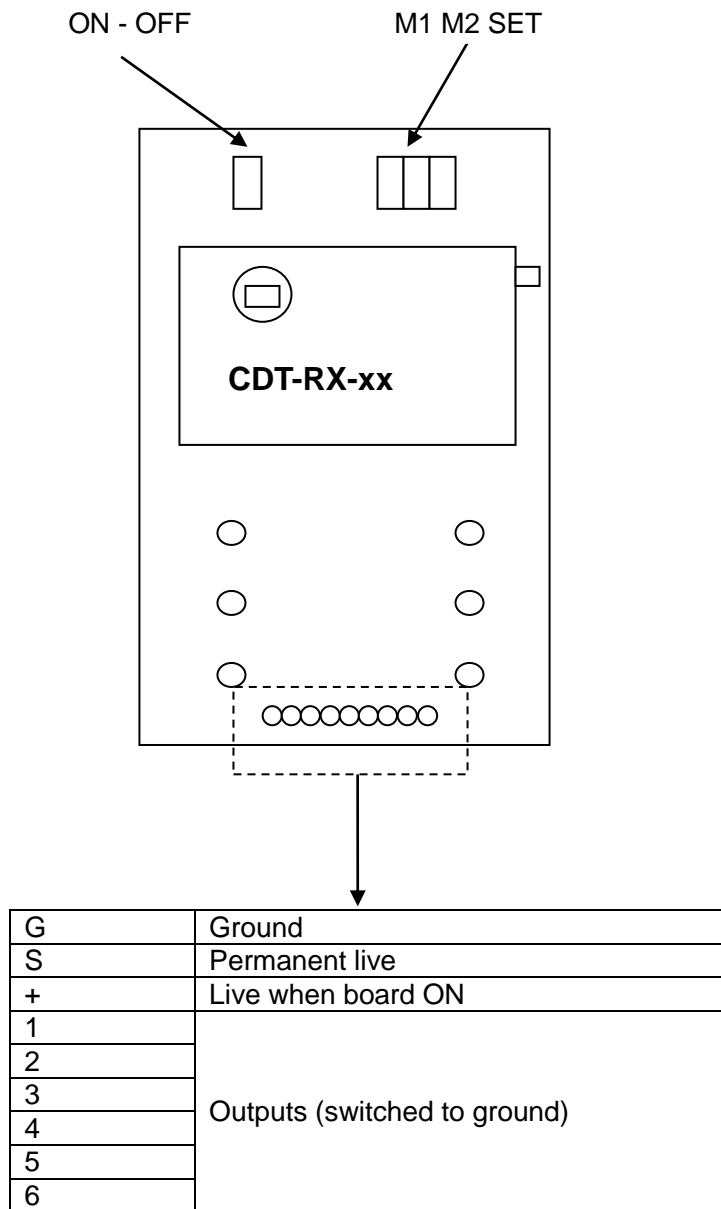 ON - OFF M1 M2 SET
CDT-RX-xx
G Ground
S Permanent live
+ Live when board ON
1
2
3
Outputs (switched to ground)
4
5
6